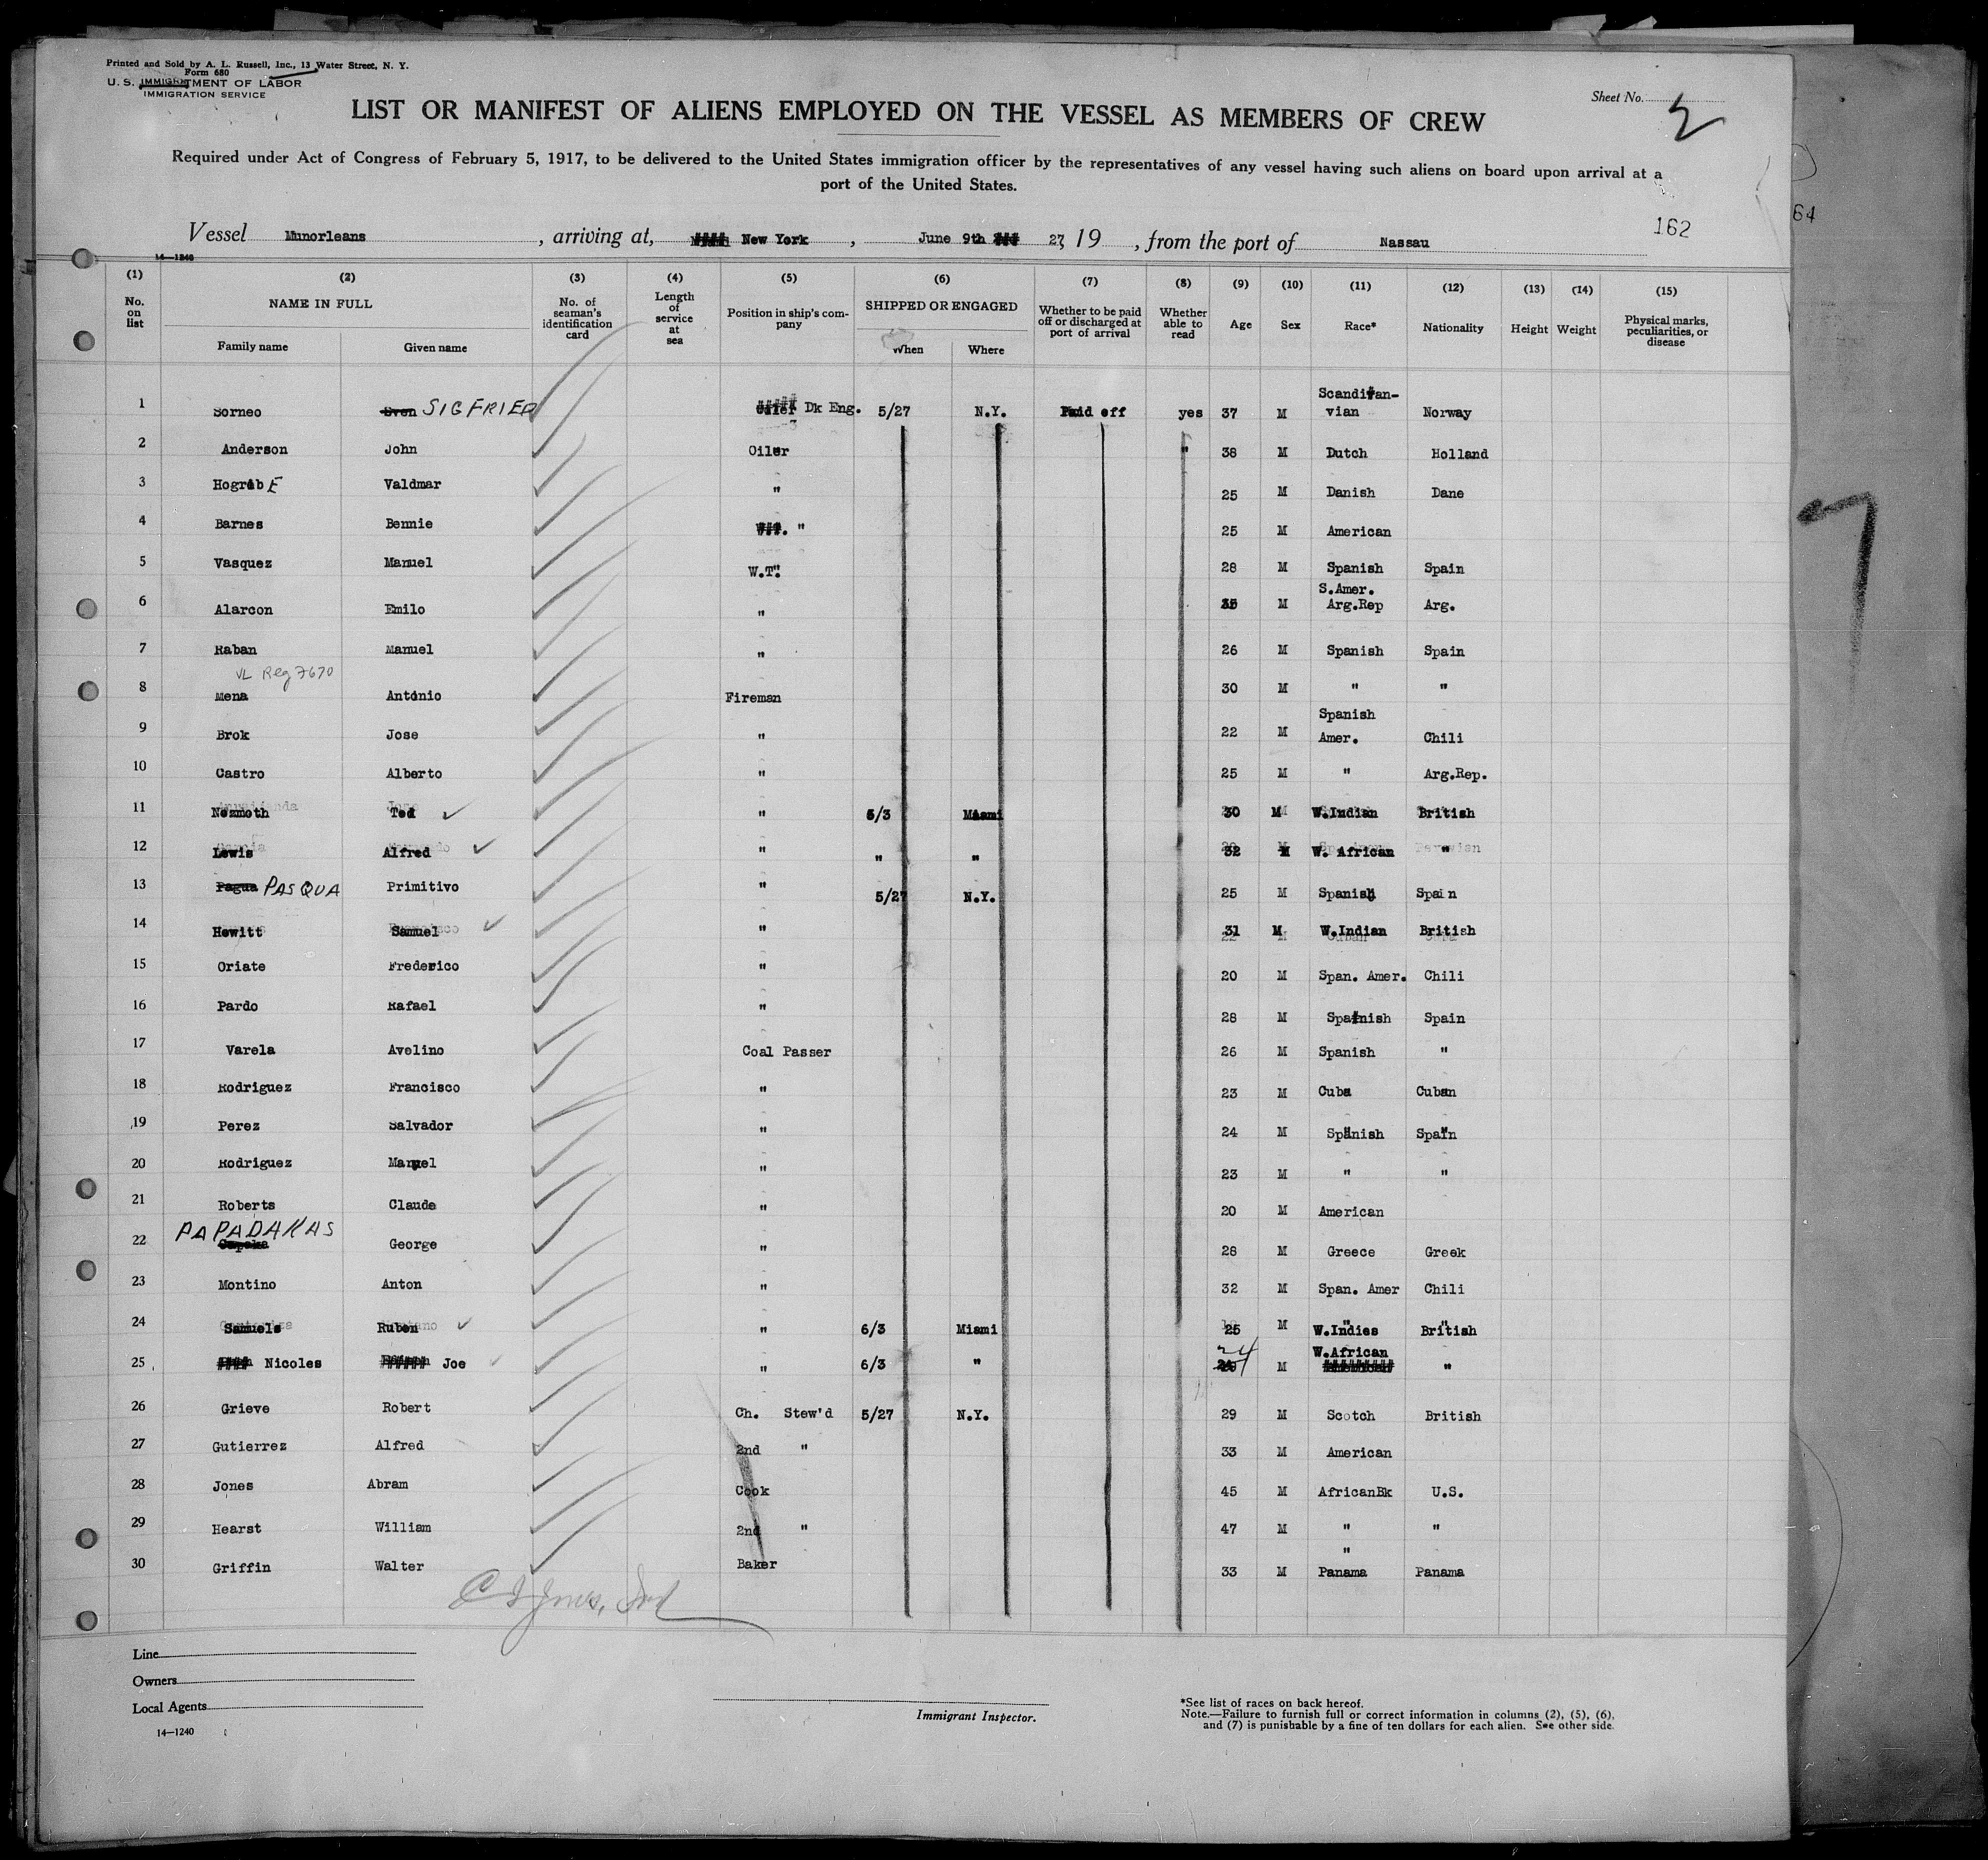 Printed and Sold by A. L. Russell, Inc., 13 Water Street, N. Y.
Form 680
U. S. TMENT OF LABOR
IMMIGRATION SERVICE
Sheet No. 2
LIST OR MANIFEST OF ALIENS EMPLOYED ON THE VESSEL AS MEMBERS OF CREW
Required under Act of Congress of February 5, 1917, to be delivered to the United States immigration officer by the representatives of any vessel having such aliens on board upon arrival at a
port of the United States.
162
64
Vessel Munorleans , arriving at, New York , June 9th 27 19 , from the port of Nassau
14—1240
(1) (2) (3) (4) (5) (6) (7) (8) (9) (10) (11) (12) (13) (14) (15)
No. on list
NAME IN FULL
Family name Given name
No. of seaman's identification card
Length of service at sea
Position in ship's company
SHIPPED OR ENGAGED
When Where
Whether to be paid off or discharged at port of arrival
Whether able to read
Age
Sex
Race*
Nationality
Height
Weight
Physical marks, peculiarities, or disease
1 Sorneo Sven SIGFRIED Oiler Dk Eng. 5/27 N.Y. Paid off yes 37 M Scandivan-vian Norway
2 Anderson John Oiler " 38 M Dutch Holland
3 HogrebE Valdmar " 25 M Danish Dane
4 Barnes Bennie " 25 M American
5 Vasquez Manuel W.T. 28 M Spanish Spain
6 Alarcon Emilo " 35 M S.Amer. Arg.Rep Arg.
7 Raban Manuel " 26 M Spanish Spain
VL Reg 7670
8 Mena Antonio Fireman 30 M " "
9 Brok Jose " 22 M Spanish Amer. Chili
10 Castro Alberto " 25 M " Arg.Rep.
11 Nezmoth Ted " 5/3 Miami 30 M W.Indian British
12 Lewis Alfred " " " 32 M W. African "
13 Pagua PASQUA Primitivo " 5/27 N.Y. 25 M Spanish Spain
14 Hewitt Samuel " 31 M W.Indian British
15 Oriate Frederico " 20 M Span. Amer. Chili
16 Pardo Rafael " 28 M Spanish Spain
17 Varela Avelino Coal Passer 26 M Spanish "
18 Rodriguez Francisco " 23 M Cuba Cuban
19 Perez Salvador " 24 M Spanish Spain
20 Rodriguez Manuel " 23 M " "
21 Roberts Claude " 20 M American
22 PAPADAKAS George " 28 M Greece Greek
23 Montino Anton " 32 M Span. Amer Chili
24 Samuels Ruben " 6/3 Miami 25 M W.Indies British
25 Nicoles Joe " 6/3 " 24 M W.African "
26 Grieve Robert Ch. Stew'd 5/27 N.Y. 29 M Scotch British
27 Gutierrez Alfred 2nd " 33 M American
28 Jones Abram Cook 45 M AfricanBk U.S.
29 Hearst William 2nd " 47 M " "
30 Griffin Walter Baker 33 M " Panama Panama
Line
Owners
Local Agents
14—1240
Immigrant Inspector.
*See list of races on back hereof.
Note.—Failure to furnish full or correct information in columns (2), (5), (6),
and (7) is punishable by a fine of ten dollars for each alien. See other side.